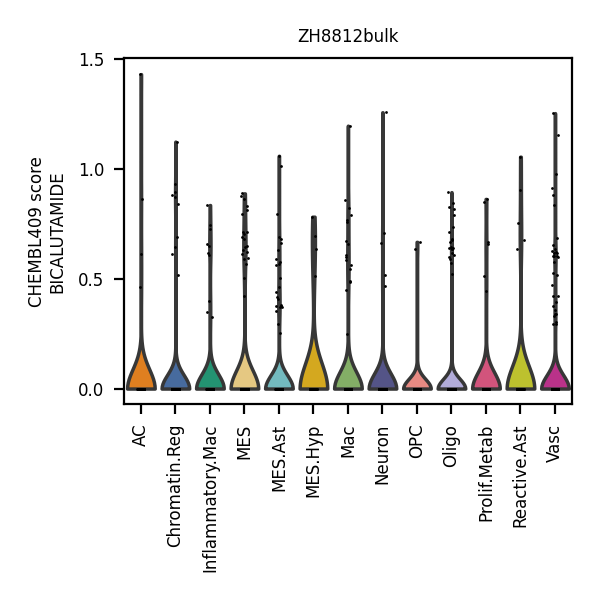 ZH8812bulk
CHEMBL409 score
BICALUTAMIDE
1.5
1.0
0.5
0.0
AC
Chromatin.Reg
Inflammatory.Mac
MES
MES.Ast
MES.Hyp
Mac
Neuron
OPC
Oligo
Prolif.Metab
Reactive.Ast
Vasc